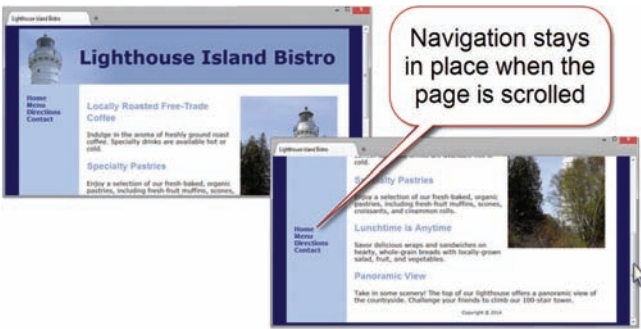 Lighthouse Island Bistro
Lighthouse Island Bistro
Home
Menu
Directions
Contact
Locally Roasted Free-Trade
Coffee
Indulge in the aroma of freshly ground roast
coffee. Specialty drinks are available hot or
cold.
Specialty Pastries
Enjoy a selection of our fresh-baked, organic
pastries, including fresh-fruit muffins, scones,
Navigation stays
in place when the
page is scrolled
Lighthouse Island Bistro
cold.
Specialty Pastries
Enjoy a selection of our fresh-baked, organic
pastries, including fresh-fruit muffins, scones,
croissants, and cinammon rolls.
Home
Menu
Directions
Contact
Lunchtime is Anytime
Savor delicious wraps and sandwiches on
hearty, whole-grain breads with locally-grown
salad, fruit, and vegetables.
Panoramic View
Take in some scenery! The top of our lighthouse offers a panoramic view of
the countryside. Challenge your friends to climb our 100-stair tower.
Copyright © 2014